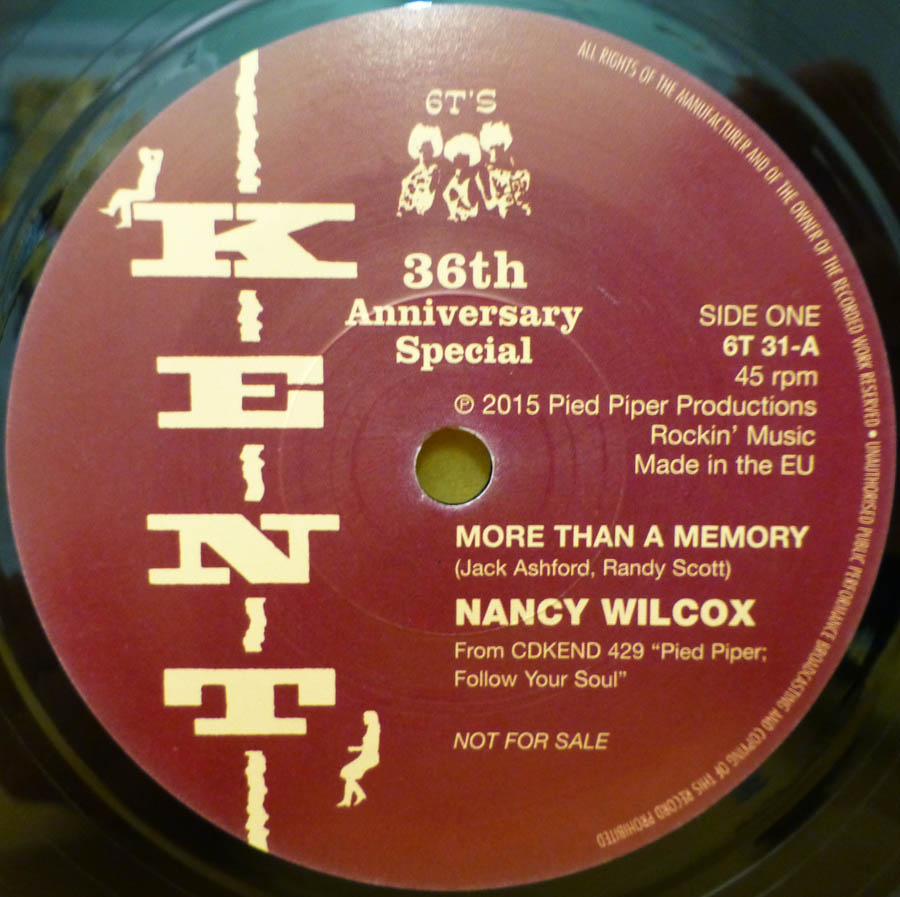 6T'S
KENT
36th
Anniversary
Special
SIDE ONE
6T 31-A
45 rpm
℗ 2015 Pied Piper Productions
Rockin' Music
Made in the EU
MORE THAN A MEMORY
(Jack Ashford, Randy Scott)
NANCY WILCOX
From CDKEND 429 "Pied Piper;
Follow Your Soul"
NOT FOR SALE
ALL RIGHTS OF THE MANUFACTURER AND OF THE OWNER OF THE RECORDED WORK RESERVED • UNAUTHORISED PUBLIC PERFORMANCE BROADCASTING AND COPYING OF THIS RECORD PROHIBITED